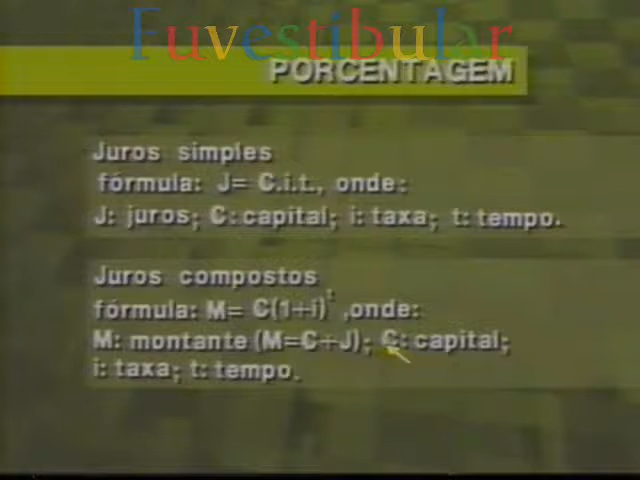 Fuvestibular
PORCENTAGEM
Juros simples
fórmula: J= C.i.t., onde:
J: juros; C:capital; i: taxa; t: tempo.
Juros compostos
fórmula: M= C(1+i)^t ,onde:
M: montante (M=C+J); C: capital;
i: taxa; t: tempo.